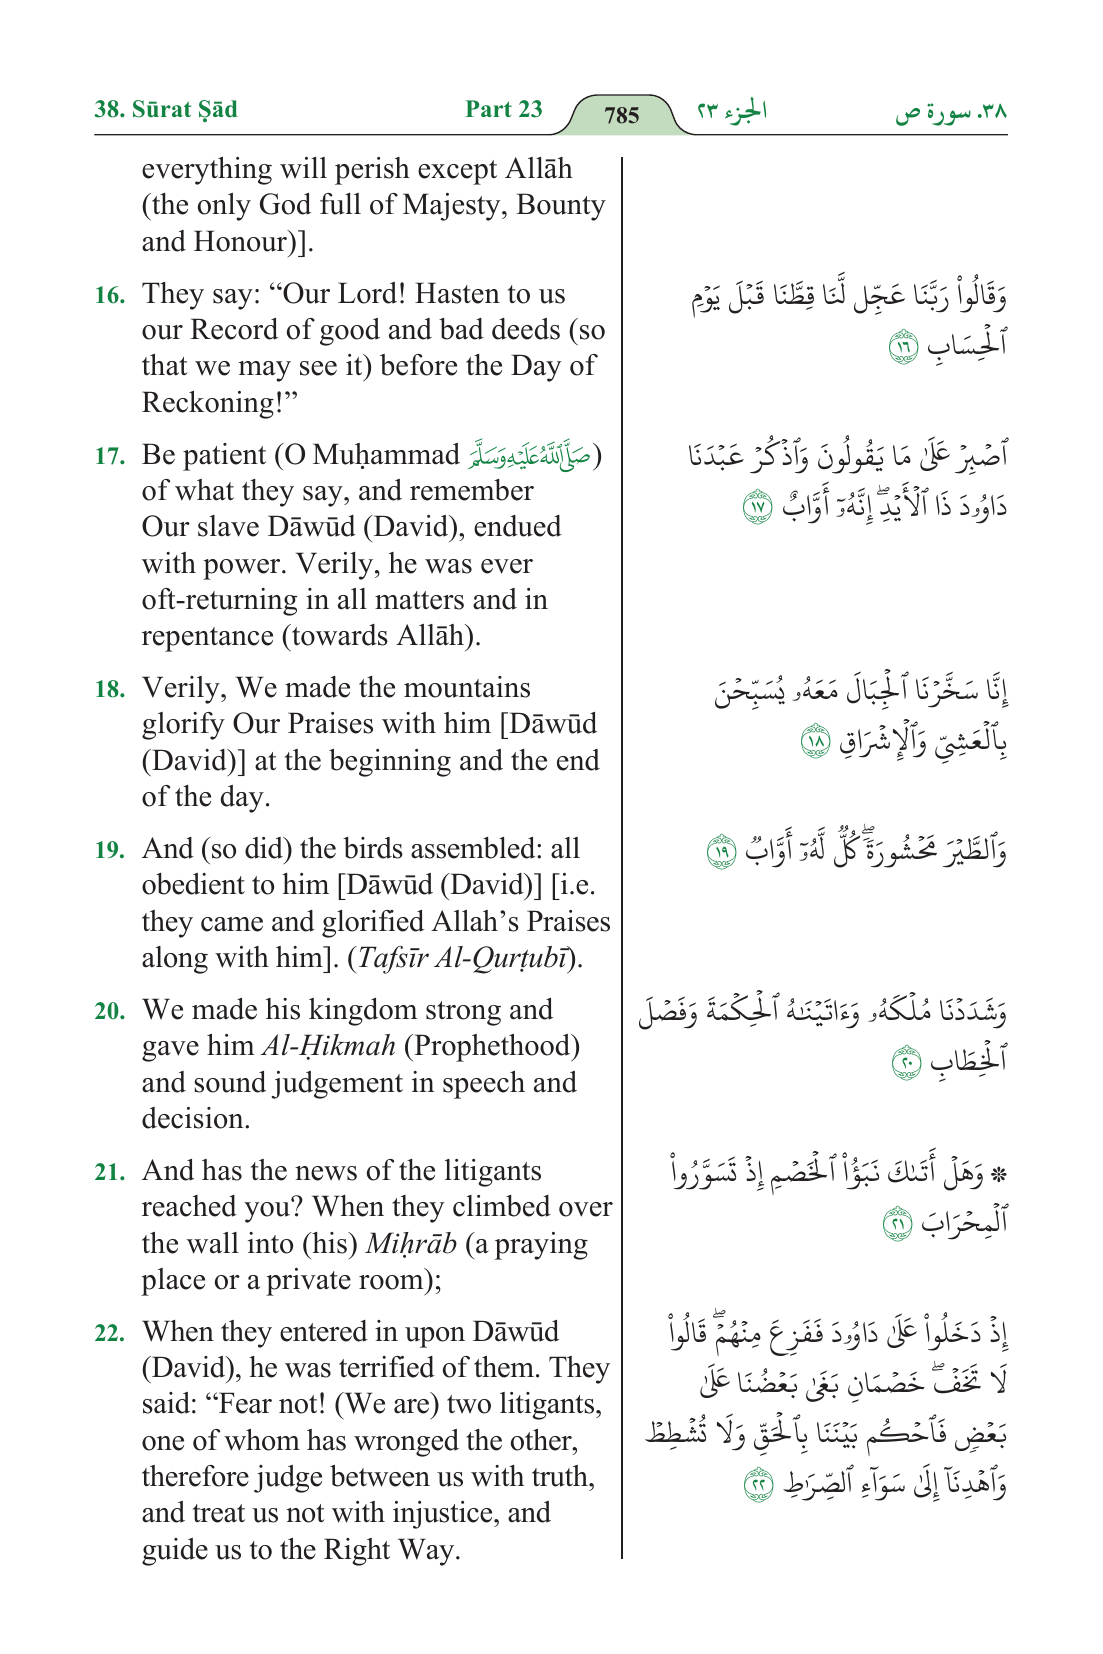 38. Sūrat Ṣād
Part 23
785
الجزء ٢٣
٣٨. سورة ص
everything will perish except Allāh
(the only God full of Majesty, Bounty
and Honour)].
16. They say: “Our Lord! Hasten to us
our Record of good and bad deeds (so
that we may see it) before the Day of
Reckoning!”
17. Be patient (O Muḥammad صَلَّى ٱللَّهُ عَلَيْهِ وَسَلَّمَ)
of what they say, and remember
Our slave Dāwūd (David), endued
with power. Verily, he was ever
oft-returning in all matters and in
repentance (towards Allāh).
18. Verily, We made the mountains
glorify Our Praises with him [Dāwūd
(David)] at the beginning and the end
of the day.
19. And (so did) the birds assembled: all
obedient to him [Dāwūd (David)] [i.e.
they came and glorified Allah’s Praises
along with him]. (Tafsīr Al-Qurṭubī).
20. We made his kingdom strong and
gave him Al-Ḥikmah (Prophethood)
and sound judgement in speech and
decision.
21. And has the news of the litigants
reached you? When they climbed over
the wall into (his) Miḥrāb (a praying
place or a private room);
22. When they entered in upon Dāwūd
(David), he was terrified of them. They
said: “Fear not! (We are) two litigants,
one of whom has wronged the other,
therefore judge between us with truth,
and treat us not with injustice, and
guide us to the Right Way.
وَقَالُوا۟ رَبَّنَا عَجِّل لَّنَا قِطَّنَا قَبْلَ يَوْمِ
ٱلْحِسَابِ ١٦
ٱصْبِرْ عَلَىٰ مَا يَقُولُونَ وَٱذْكُرْ عَبْدَنَا
دَاوُۥدَ ذَا ٱلْأَيْدِ ۖ إِنَّهُۥٓ أَوَّابٌ ١٧
إِنَّا سَخَّرْنَا ٱلْجِبَالَ مَعَهُۥ يُسَبِّحْنَ
بِٱلْعَشِىِّ وَٱلْإِشْرَاقِ ١٨
وَٱلطَّيْرَ مَحْشُورَةً ۖ كُلٌّ لَّهُۥٓ أَوَّابٌ ١٩
وَشَدَدْنَا مُلْكَهُۥ وَءَاتَيْنَـٰهُ ٱلْحِكْمَةَ وَفَصْلَ
ٱلْخِطَابِ ٢٠
✽ وَهَلْ أَتَىٰكَ نَبَؤُا۟ ٱلْخَصْمِ إِذْ تَسَوَّرُوا۟
ٱلْمِحْرَابَ ٢١
إِذْ دَخَلُوا۟ عَلَىٰ دَاوُۥدَ فَفَزِعَ مِنْهُمْ ۖ قَالُوا۟
لَا تَخَفْ ۖ خَصْمَانِ بَغَىٰ بَعْضُنَا عَلَىٰ
بَعْضٍ فَٱحْكُم بَيْنَنَا بِٱلْحَقِّ وَلَا تُشْطِطْ
وَٱهْدِنَآ إِلَىٰ سَوَآءِ ٱلصِّرَٰطِ ٢٢